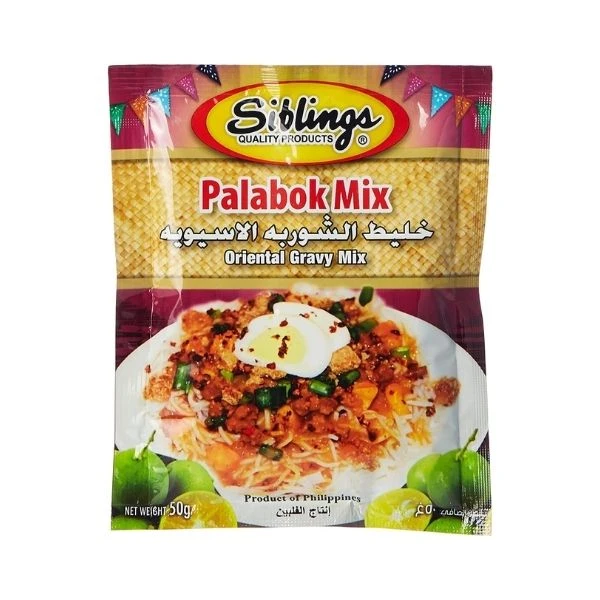 Siblings
QUALITY PRODUCTS ®
Palabok Mix
خليط الشوربه الاسيويه
Oriental Gravy Mix
Product of Philippines
إنتاج الفلبين
NET WEIGHT 50g